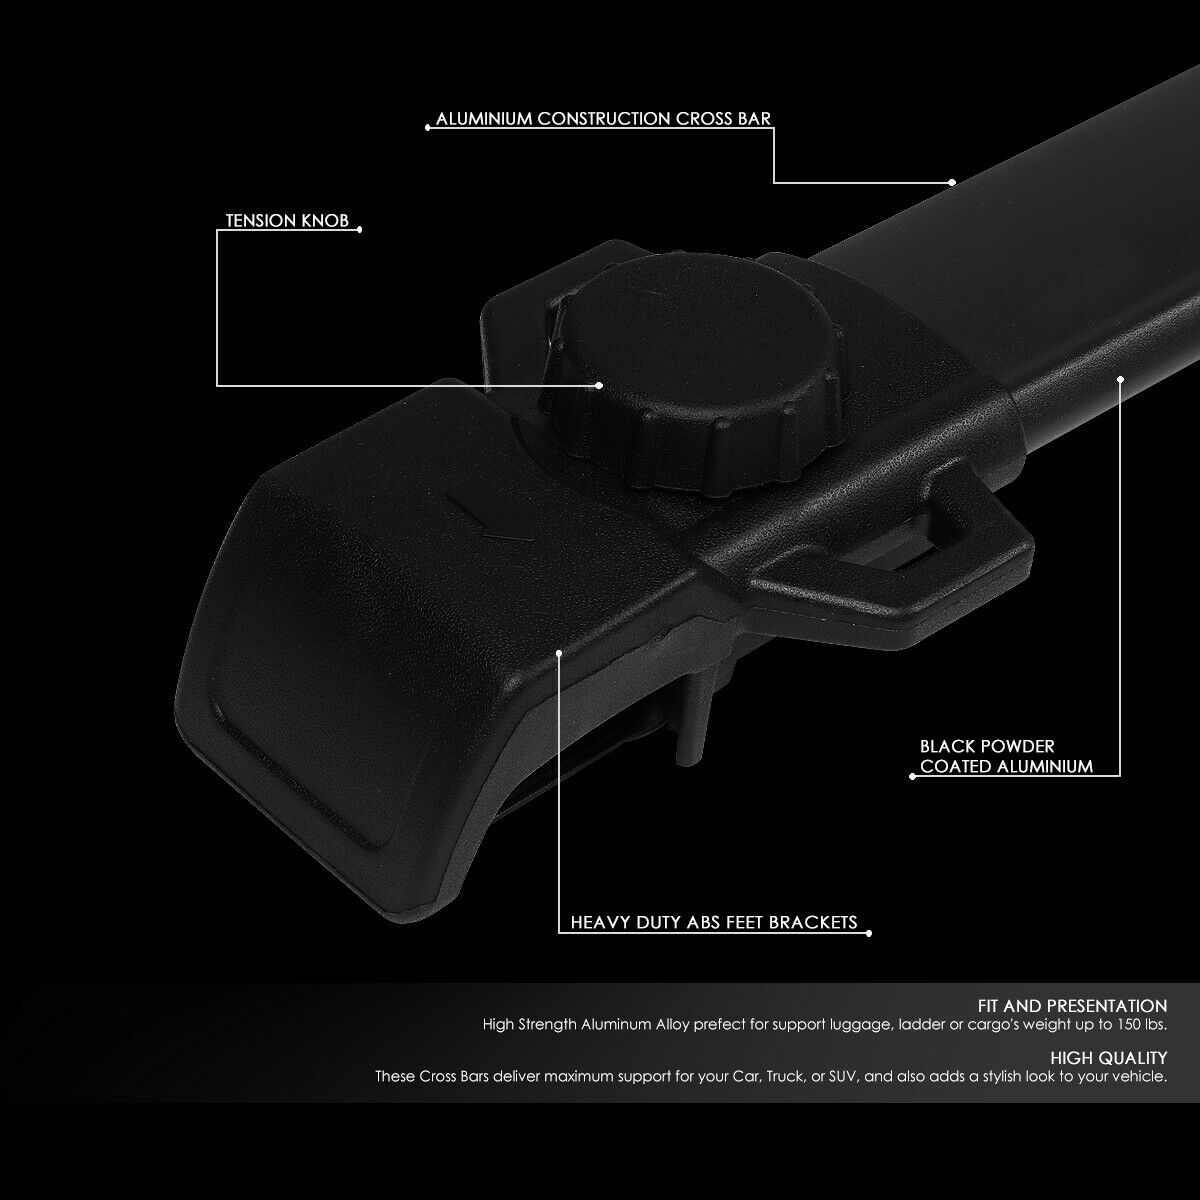 ALUMINIUM CONSTRUCTION CROSS BAR
TENSION KNOB
BLACK POWDER
COATED ALUMINIUM
HEAVY DUTY ABS FEET BRACKETS
FIT AND PRESENTATION
High Strength Aluminum Alloy prefect for support luggage, ladder or cargo's weight up to 150 lbs.
HIGH QUALITY
These Cross Bars deliver maximum support for your Car, Truck, or SUV, and also adds a stylish look to your vehicle.